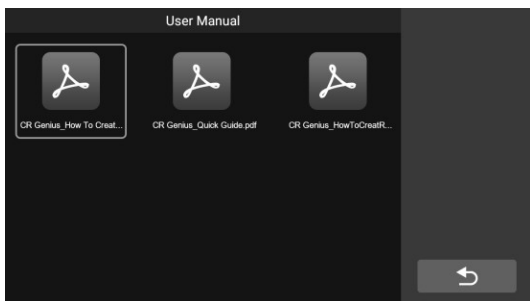 User Manual
CR Genius_How To Creat...
CR Genius_Quick Guide.pdf
CR Genius_HowToCreatR...